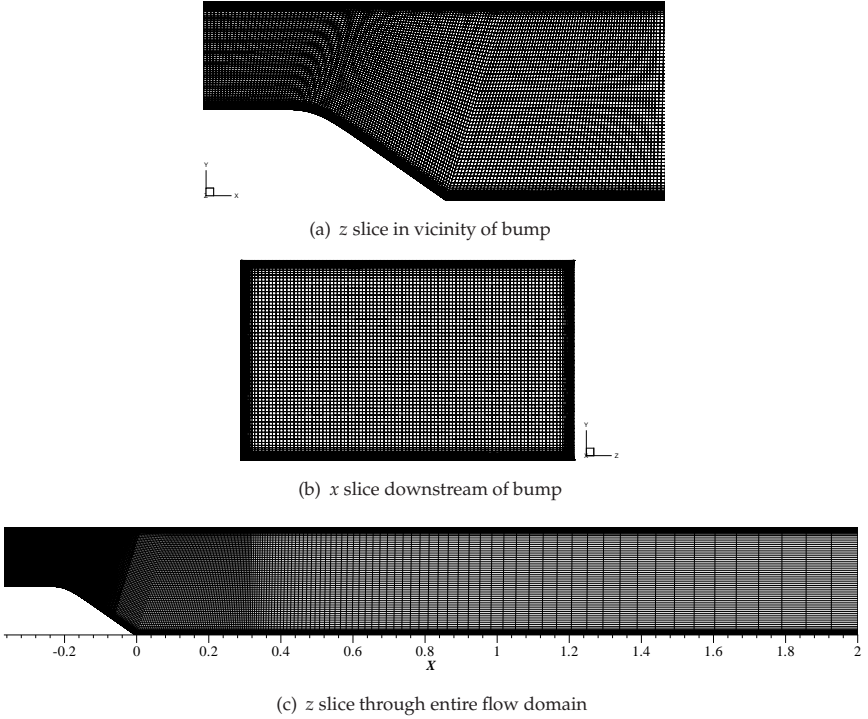 Y
Z X
(a) z slice in vicinity of bump
Y
X Z
(b) x slice downstream of bump
-0.2 0 0.2 0.4 0.6 0.8 1 1.2 1.4 1.6 1.8 2
X
(c) z slice through entire flow domain